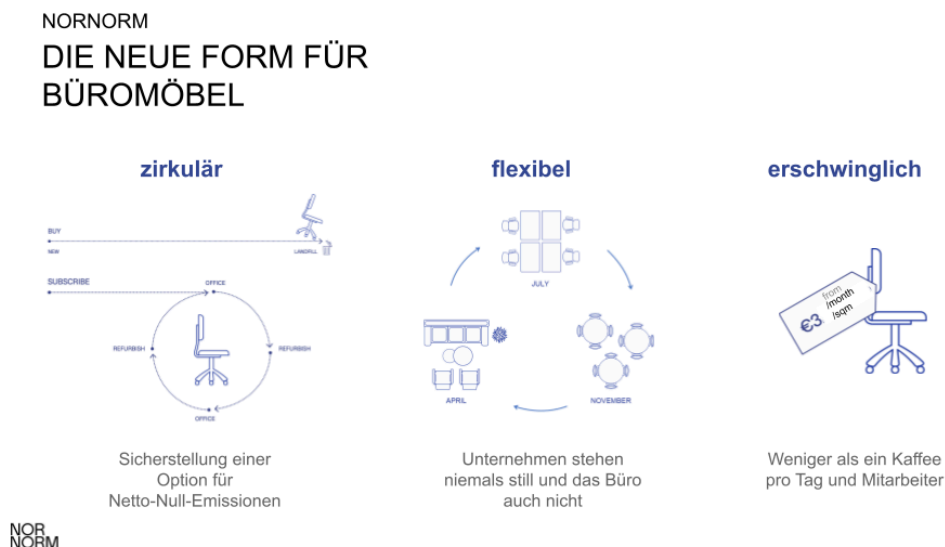 NORNORM
DIE NEUE FORM FÜR
BÜROMÖBEL
zirkulär
BUY
NEW
LANDFILL
SUBSCRIBE
OFFICE
REFURBISH
REFURBISH
OFFICE
Sicherstellung einer
Option für
Netto-Null-Emissionen
flexibel
JULY
APRIL
NOVEMBER
Unternehmen stehen
niemals still und das Büro
auch nicht
erschwinglich
from
€3 /month
/sqm
Weniger als ein Kaffee
pro Tag und Mitarbeiter
NOR
NORM